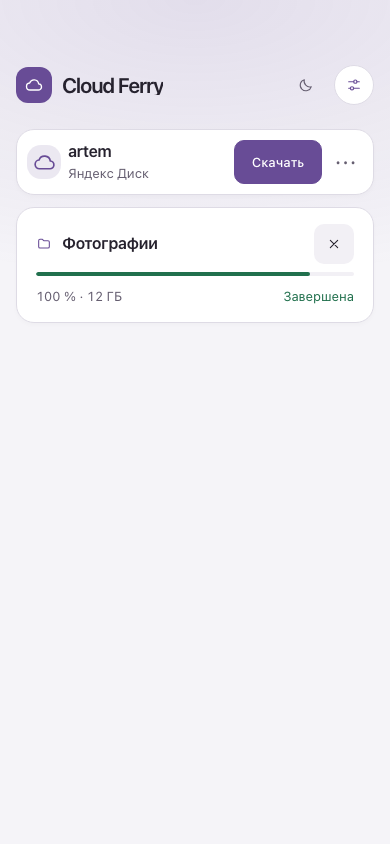 Cloud Ferry
artem
Яндекс Диск
Скачать
Фотографии
100 % · 12 ГБ
Завершена